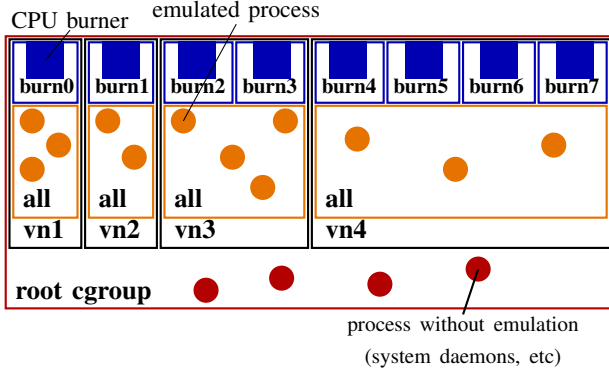 emulated process
CPU burner
burn0 burn1 burn2 burn3 burn4 burn5 burn6 burn7
all all all all
vn1 vn2 vn3 vn4
root cgroup
process without emulation
(system daemons, etc)